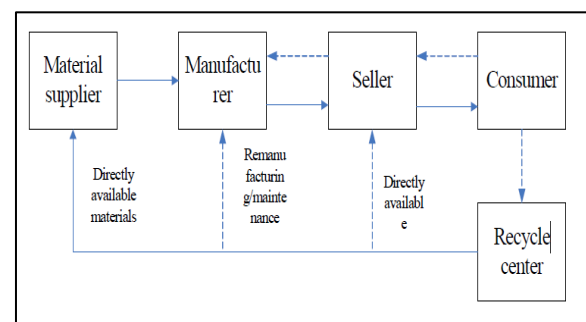 Material
supplier
Manufactu
rer
Seller
Consumer
Directly
available
materials
Remanu
facturin
g/mainte
nance
Directly
availabl
e
Recycle
center